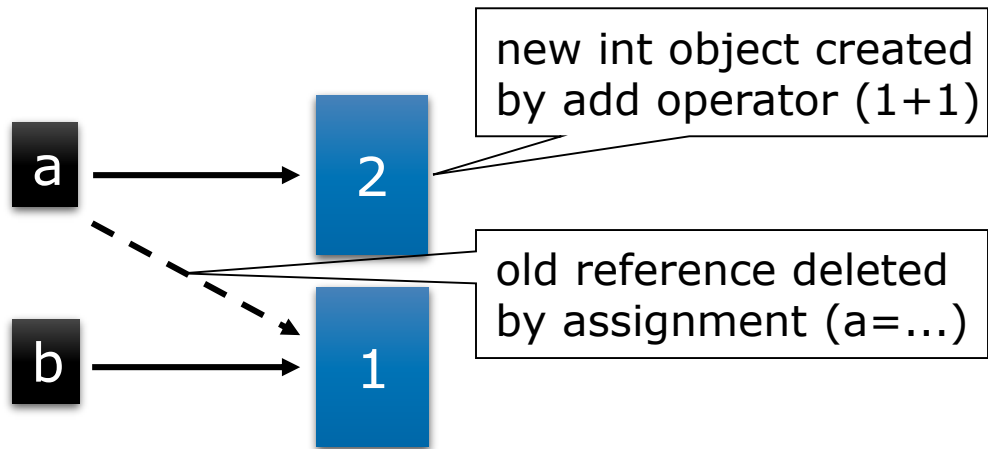 new int object created
by add operator (1+1)
a
2
old reference deleted
by assignment (a=...)
b
1